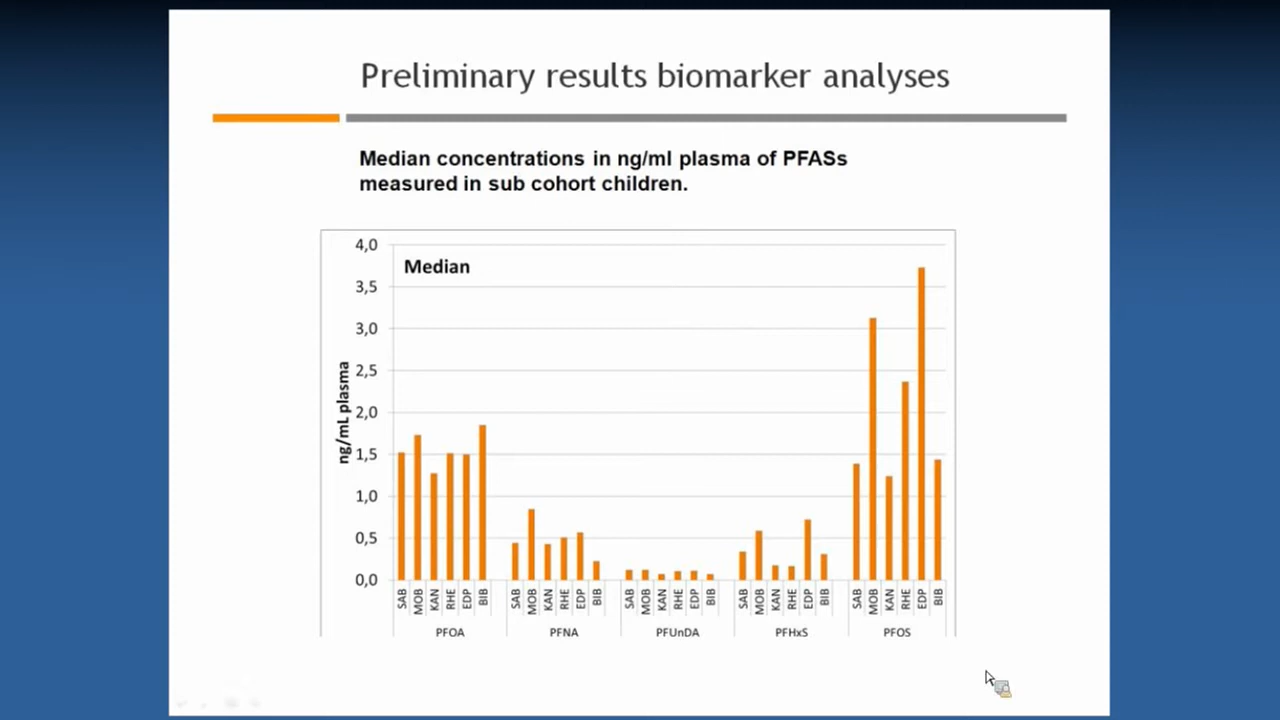 Preliminary results biomarker analyses
Median concentrations in ng/ml plasma of PFASs
measured in sub cohort children.
4,0
Median
3,5
3,0
2,5
2,0
1,5
1,0
0,5
0,0
ng/mL plasma
SAB MOB KAN RHE EDP BIB SAB MOB KAN RHE EDP BIB SAB MOB KAN RHE EDP BIB SAB MOB KAN RHE EDP BIB SAB MOB KAN RHE EDP BIB
PFOA PFNA PFUnDA PFHxS PFOS